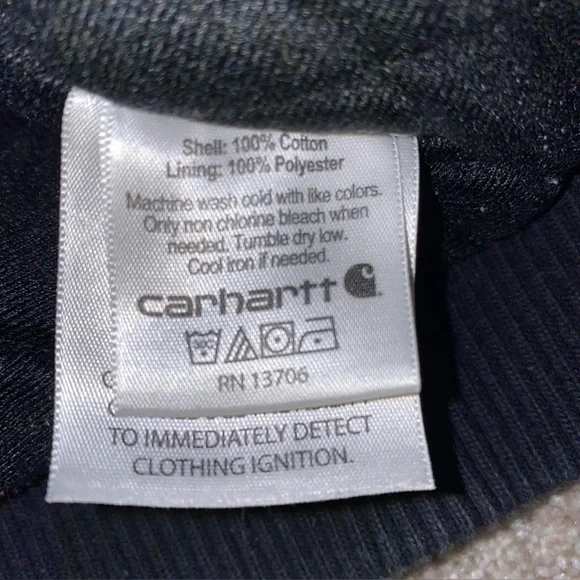 Shell: 100% Cotton
Lining: 100% Polyester
Machine wash cold with like colors.
Only non chlorine bleach when
needed. Tumble dry low.
Cool iron if needed.
carhartt
30C
RN 13706
TO IMMEDIATELY DETECT
CLOTHING IGNITION.